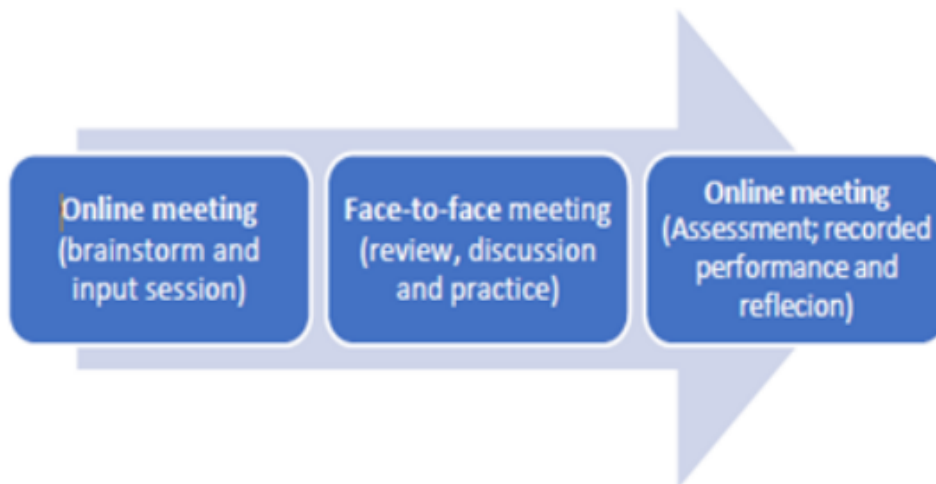 Online meeting
(brainstorm and
input session)
Face-to-face meeting
(review, discussion
and practice)
Online meeting
(Assessment; recorded
performance and
reflecion)